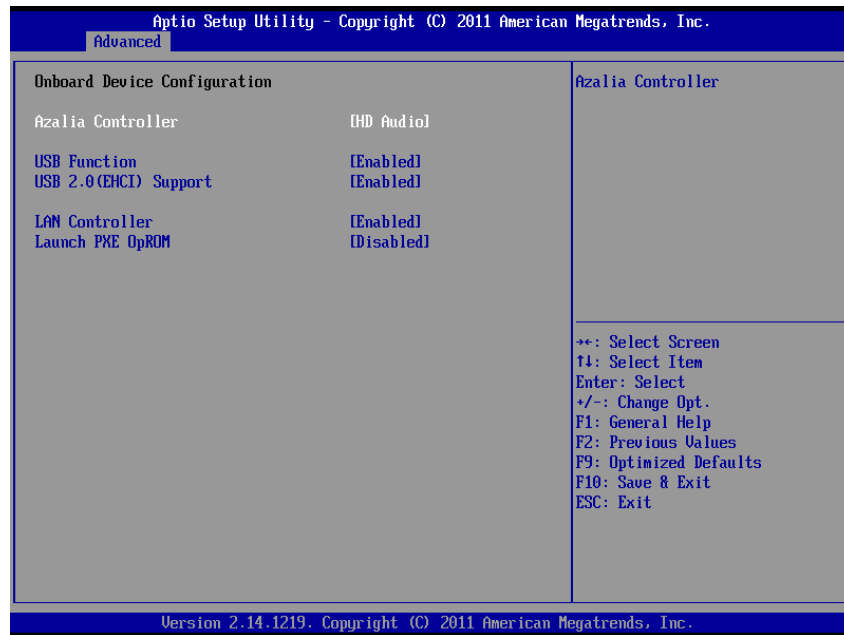 Aptio Setup Utility - Copyright (C) 2011 American Megatrends, Inc.
Advanced
Onboard Device Configuration
Azalia Controller [HD Audio]
USB Function [Enabled]
USB 2.0(EHCI) Support [Enabled]
LAN Controller [Enabled]
Launch PXE OpROM [Disabled]
Azalia Controller
→←: Select Screen
↑↓: Select Item
Enter: Select
+/-: Change Opt.
F1: General Help
F2: Previous Values
F9: Optimized Defaults
F10: Save & Exit
ESC: Exit
Version 2.14.1219. Copyright (C) 2011 American Megatrends, Inc.